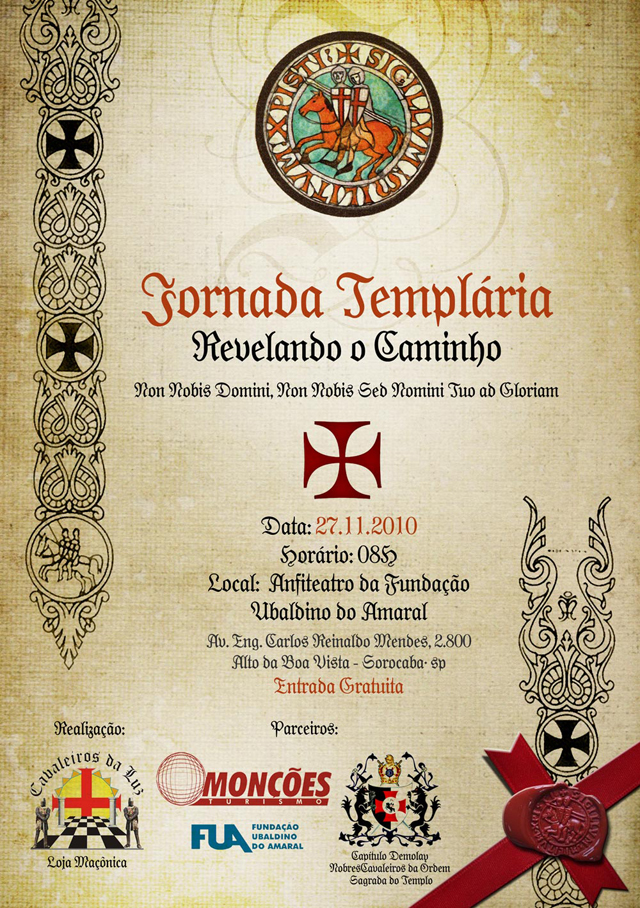 SIGILLUM MILITUM XPISTI
Jornada Templária
Revelando o Caminho
Non Nobis Domini, Non Nobis Sed Nomini Tuo ad Gloriam
Data: 27.11.2010
Horário: 08H
Local: Anfiteatro da Fundação
Ubaldino do Amaral
Av. Eng. Carlos Reinaldo Mendes, 2.800
Alto da Boa Vista - Sorocaba- sp
Entrada Gratuita
Realização:
Parceiros:
Cavaleiros da Luz
Loja Maçônica
MONÇÕES
TURISMO
FUA
FUNDAÇÃO
UBALDINO
DO AMARAL
Capítulo Demolay
NobresCavaleiros da Ordem
Sagrada do Templo